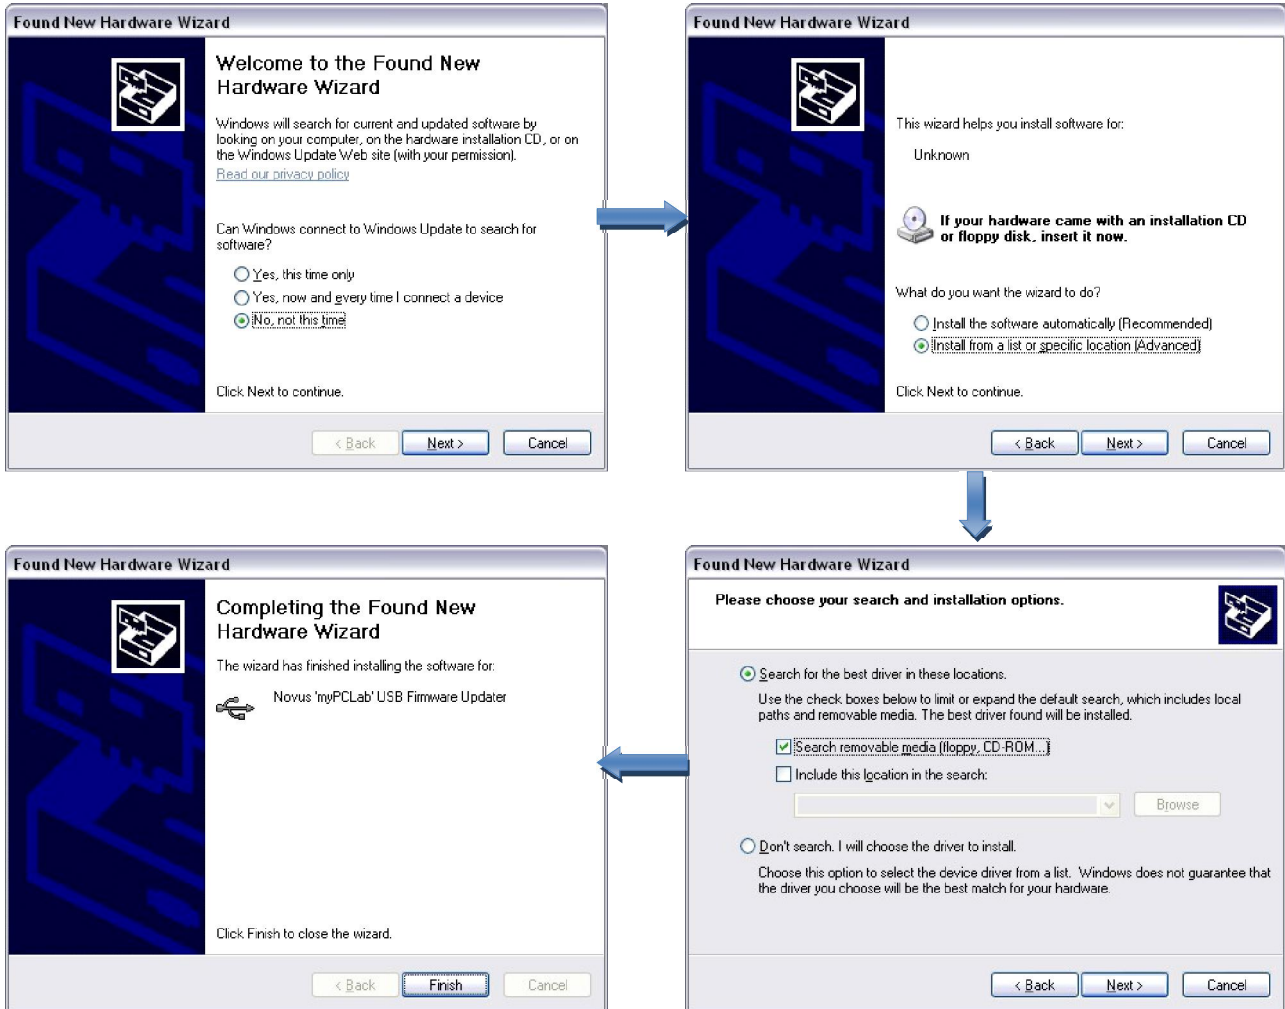 Found New Hardware Wizard
Welcome to the Found New
Hardware Wizard
Windows will search for current and updated software by
looking on your computer, on the hardware installation CD, or on
the Windows Update Web site (with your permission).
Read our privacy policy
Can Windows connect to Windows Update to search for
software?
Yes, this time only
Yes, now and every time I connect a device
No, not this time
Click Next to continue.
< Back
Next >
Cancel
Found New Hardware Wizard
This wizard helps you install software for:
Unknown
If your hardware came with an installation CD
or floppy disk, insert it now.
What do you want the wizard to do?
Install the software automatically (Recommended)
Install from a list or specific location (Advanced)
Click Next to continue.
< Back
Next >
Cancel
Found New Hardware Wizard
Please choose your search and installation options.
Search for the best driver in these locations.
Use the check boxes below to limit or expand the default search, which includes local
paths and removable media. The best driver found will be installed.
Search removable media (floppy, CD-ROM...)
Include this location in the search:
Browse
Don't search. I will choose the driver to install.
Choose this option to select the device driver from a list. Windows does not guarantee that
the driver you choose will be the best match for your hardware.
< Back
Next >
Cancel
Found New Hardware Wizard
Completing the Found New
Hardware Wizard
The wizard has finished installing the software for:
Novus 'myPCLab' USB Firmware Updater
Click Finish to close the wizard.
< Back
Finish
Cancel